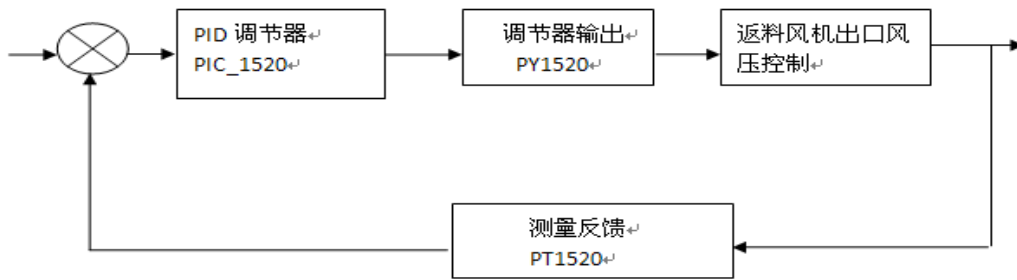 PID 调节器
PIC_1520
调节器输出
PY1520
返料风机出口风
压控制
测量反馈
PT1520